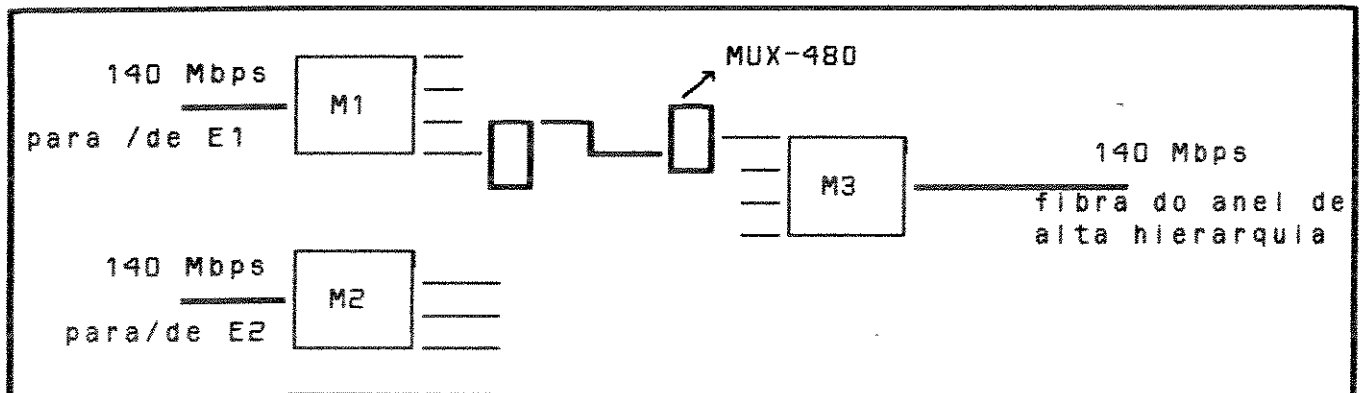 MUX-480
140 Mbps
M1
para /de E1
140 Mbps
M3
fibra do anel de
alta hierarquia
140 Mbps
M2
para/de E2